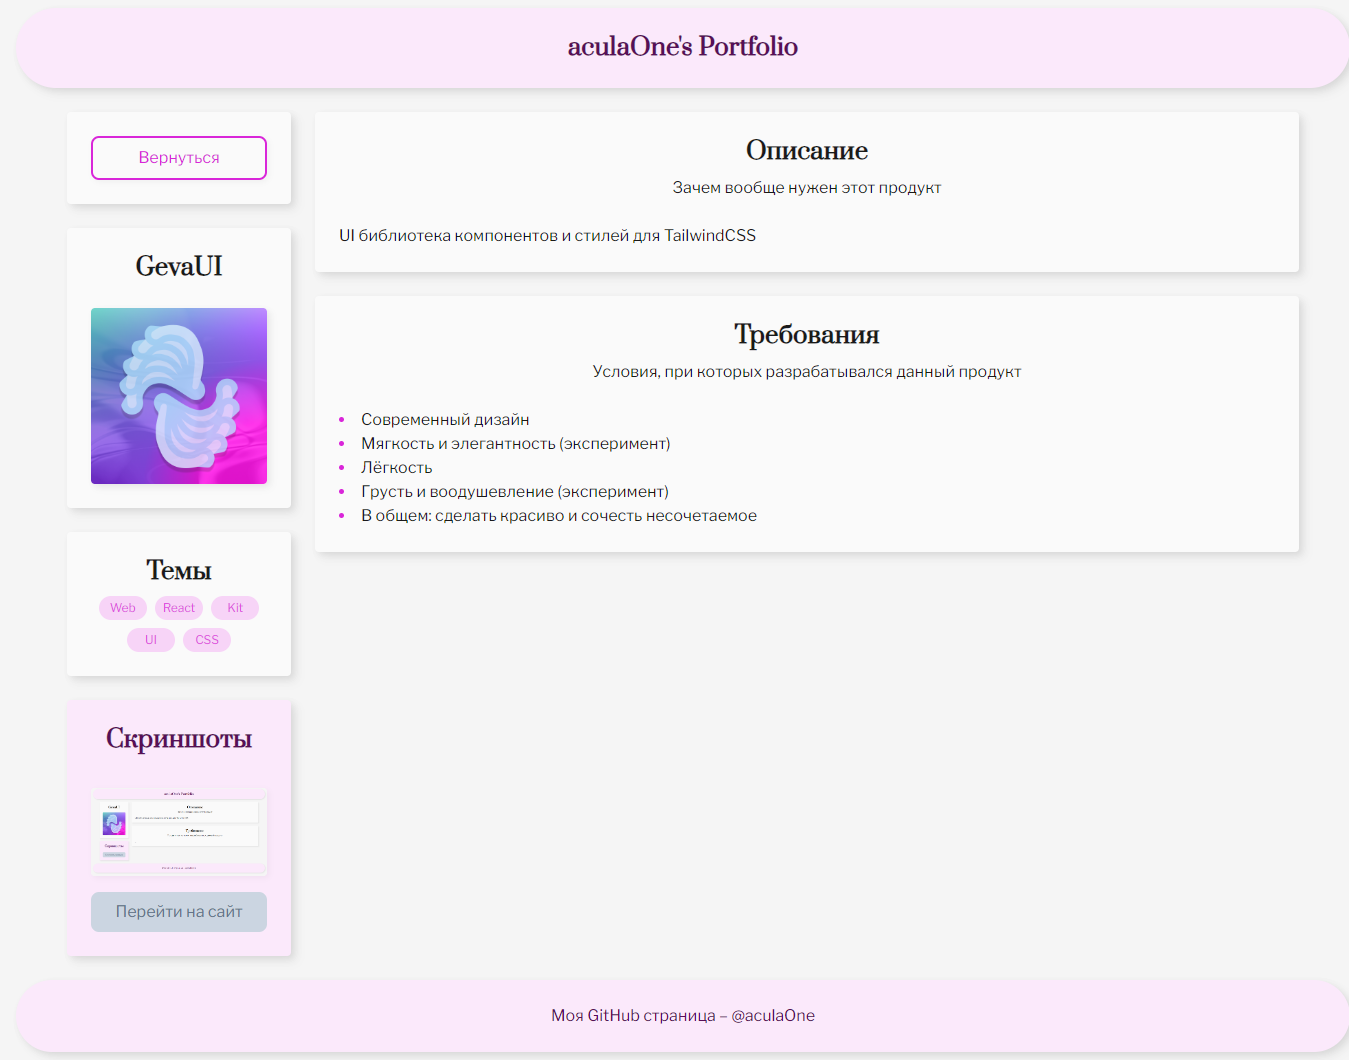 aculaOne's Portfolio
Вернуться
GevaUI
Темы
Web React Kit
UI CSS
Скриншоты
Перейти на сайт
Описание
Зачем вообще нужен этот продукт
UI библиотека компонентов и стилей для TailwindCSS
Требования
Условия, при которых разрабатывался данный продукт
Современный дизайн
Мягкость и элегантность (эксперимент)
Лёгкость
Грусть и воодушевление (эксперимент)
В общем: сделать красиво и сочесть несочетаемое
Моя GitHub страница – @aculaOne